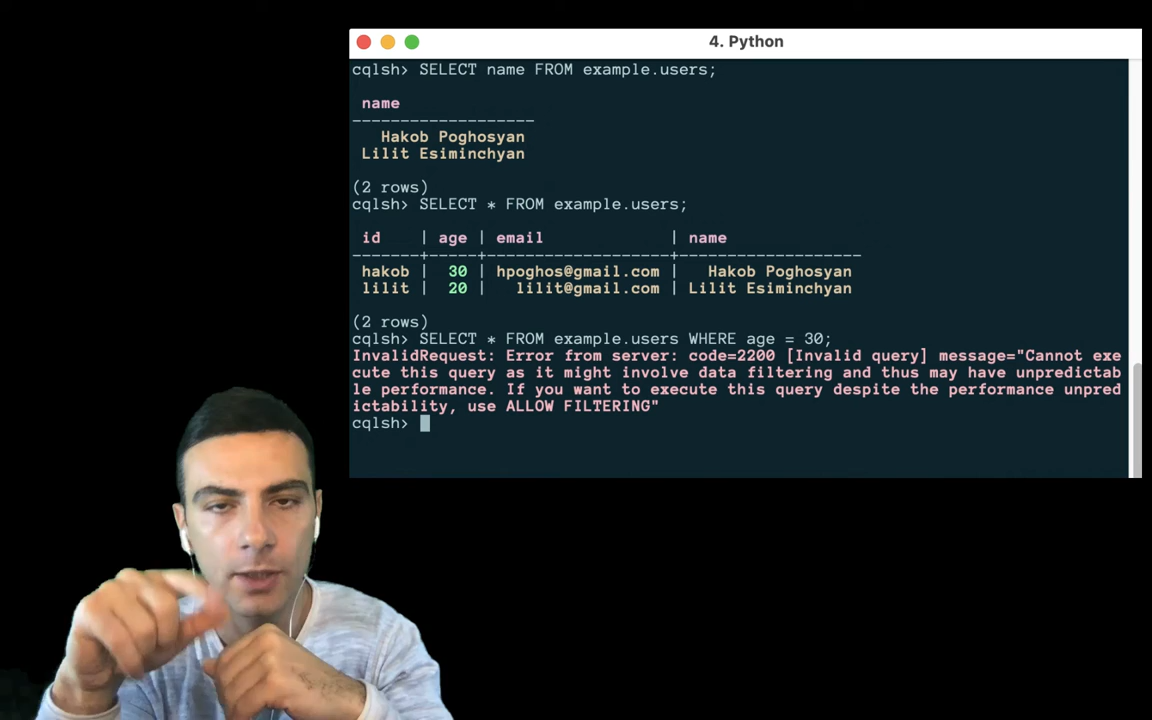 4. Python
cqlsh> SELECT name FROM example.users;
name
-------------------
Hakob Poghosyan
Lilit Esiminchyan
(2 rows)
cqlsh> SELECT * FROM example.users;
id | age | email | name
-------+-----+-------------------+-------------------
hakob | 30 | hpoghos@gmail.com | Hakob Poghosyan
lilit | 20 | lilit@gmail.com | Lilit Esiminchyan
(2 rows)
cqlsh> SELECT * FROM example.users WHERE age = 30;
InvalidRequest: Error from server: code=2200 [Invalid query] message="Cannot exe
cute this query as it might involve data filtering and thus may have unpredictab
le performance. If you want to execute this query despite the performance unpred
ictability, use ALLOW FILTERING"
cqlsh>